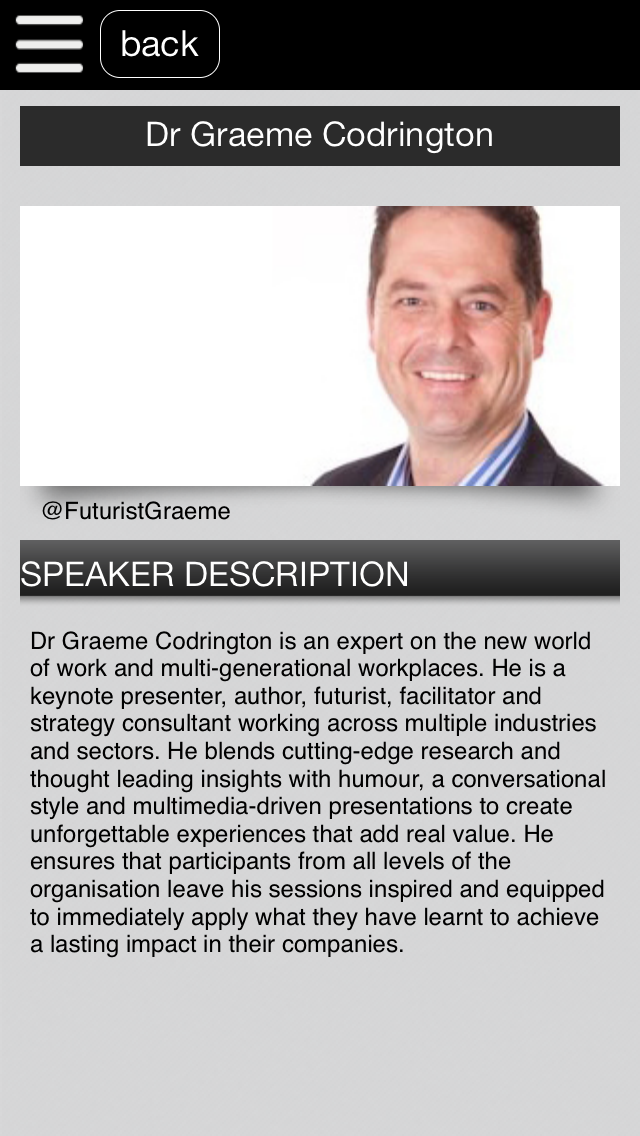 back
Dr Graeme Codrington
@FuturistGraeme
SPEAKER DESCRIPTION
Dr Graeme Codrington is an expert on the new world
of work and multi-generational workplaces. He is a
keynote presenter, author, futurist, facilitator and
strategy consultant working across multiple industries
and sectors. He blends cutting-edge research and
thought leading insights with humour, a conversational
style and multimedia-driven presentations to create
unforgettable experiences that add real value. He
ensures that participants from all levels of the
organisation leave his sessions inspired and equipped
to immediately apply what they have learnt to achieve
a lasting impact in their companies.